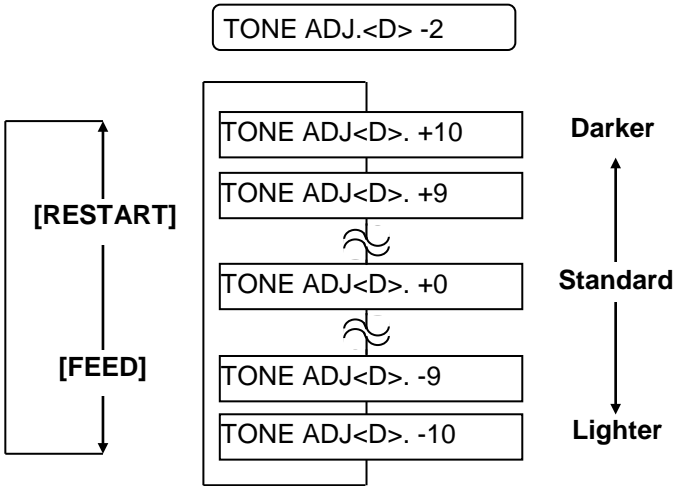 TONE ADJ.<D> -2
TONE ADJ<D>. +10
Darker
TONE ADJ<D>. +9
[RESTART]
TONE ADJ<D>. +0
Standard
[FEED]
TONE ADJ<D>. -9
TONE ADJ<D>. -10
Lighter